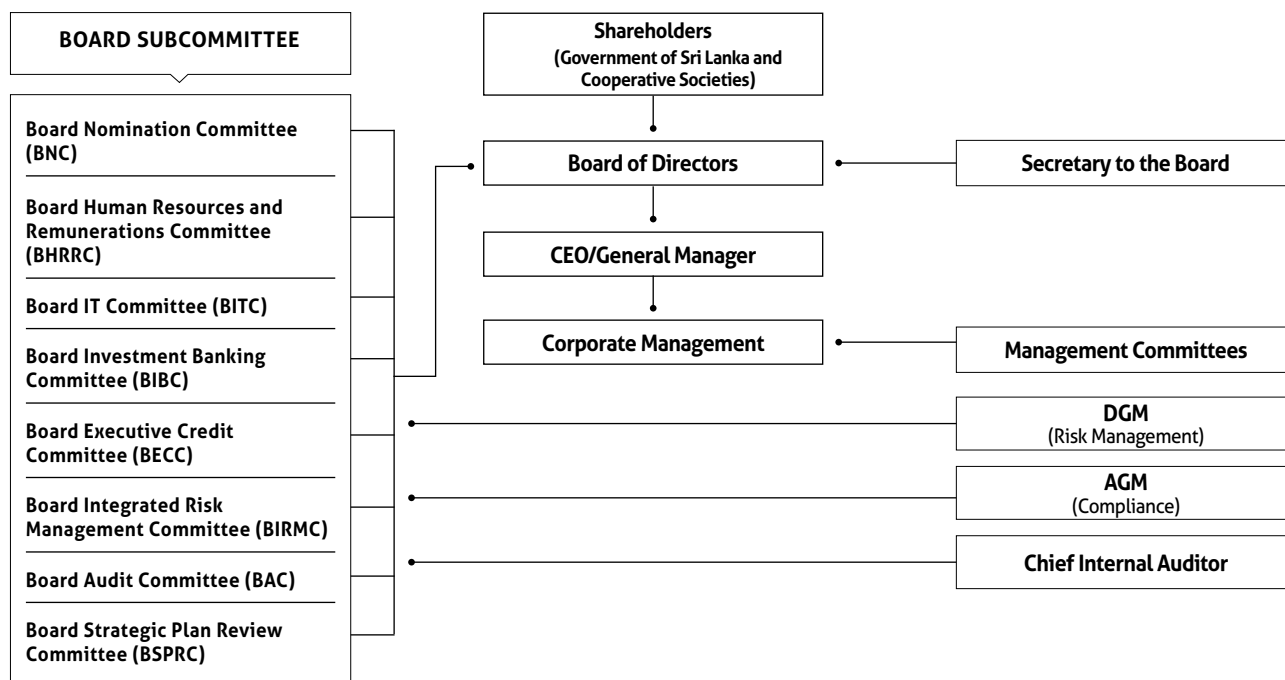 BOARD SUBCOMMITTEE
Board Nomination Committee
(BNC)
Board Human Resources and
Remunerations Committee
(BHRRC)
Board IT Committee (BITC)
Board Investment Banking
Committee (BIBC)
Board Executive Credit
Committee (BECC)
Board Integrated Risk
Management Committee (BIRMC)
Board Audit Committee (BAC)
Board Strategic Plan Review
Committee (BSPRC)
Shareholders
(Government of Sri Lanka and
Cooperative Societies)
Board of Directors
CEO/General Manager
Corporate Management
Secretary to the Board
Management Committees
DGM
(Risk Management)
AGM
(Compliance)
Chief Internal Auditor